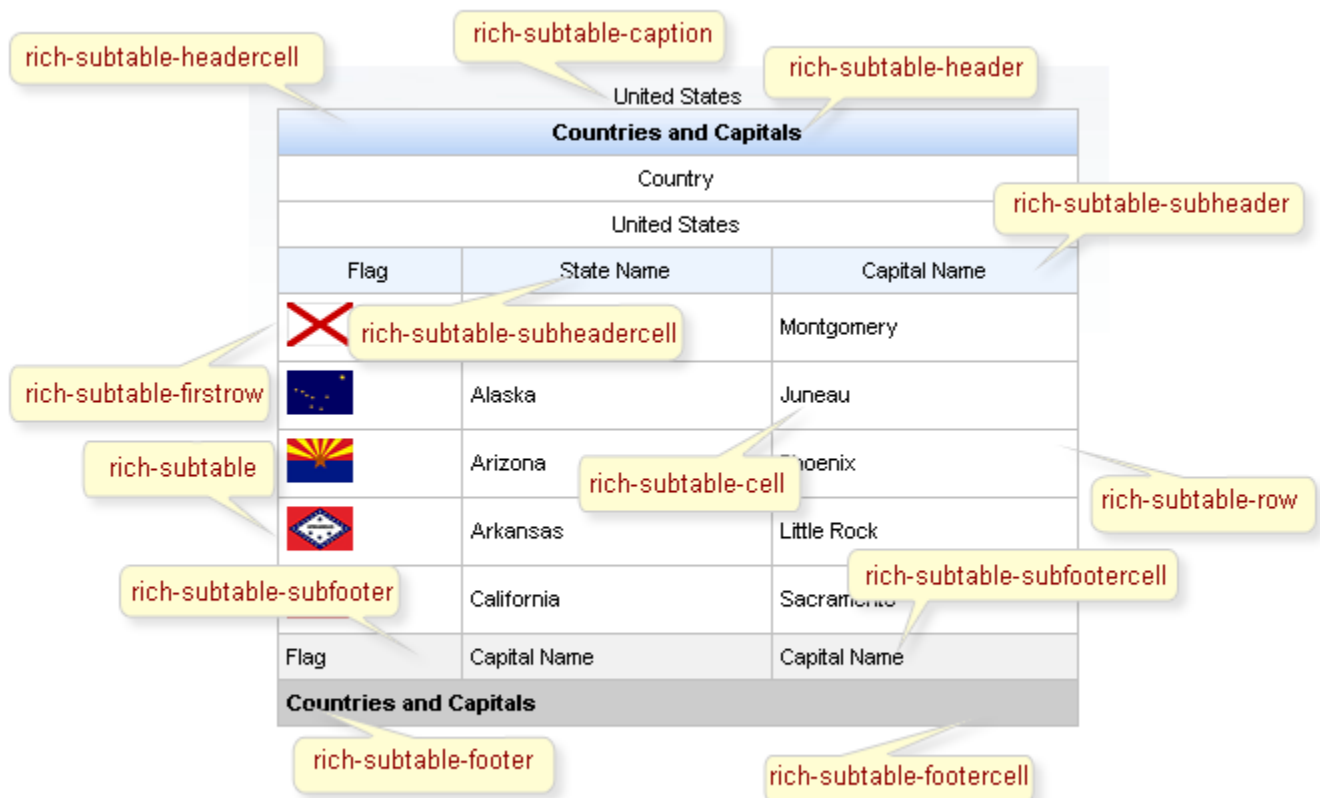 rich-subtable-caption
rich-subtable-headercell
rich-subtable-header
United States
Countries and Capitals
Country
rich-subtable-subheader
United States
Flag State Name Capital Name
rich-subtable-subheadercell
Montgomery
rich-subtable-firstrow
Alaska Juneau
rich-subtable
Arizona
rich-subtable-cell
rich-subtable-row
Arkansas Little Rock
rich-subtable-subfootercell
rich-subtable-subfooter
California Sacramento
Flag Capital Name Capital Name
Countries and Capitals
rich-subtable-footer
rich-subtable-footercell